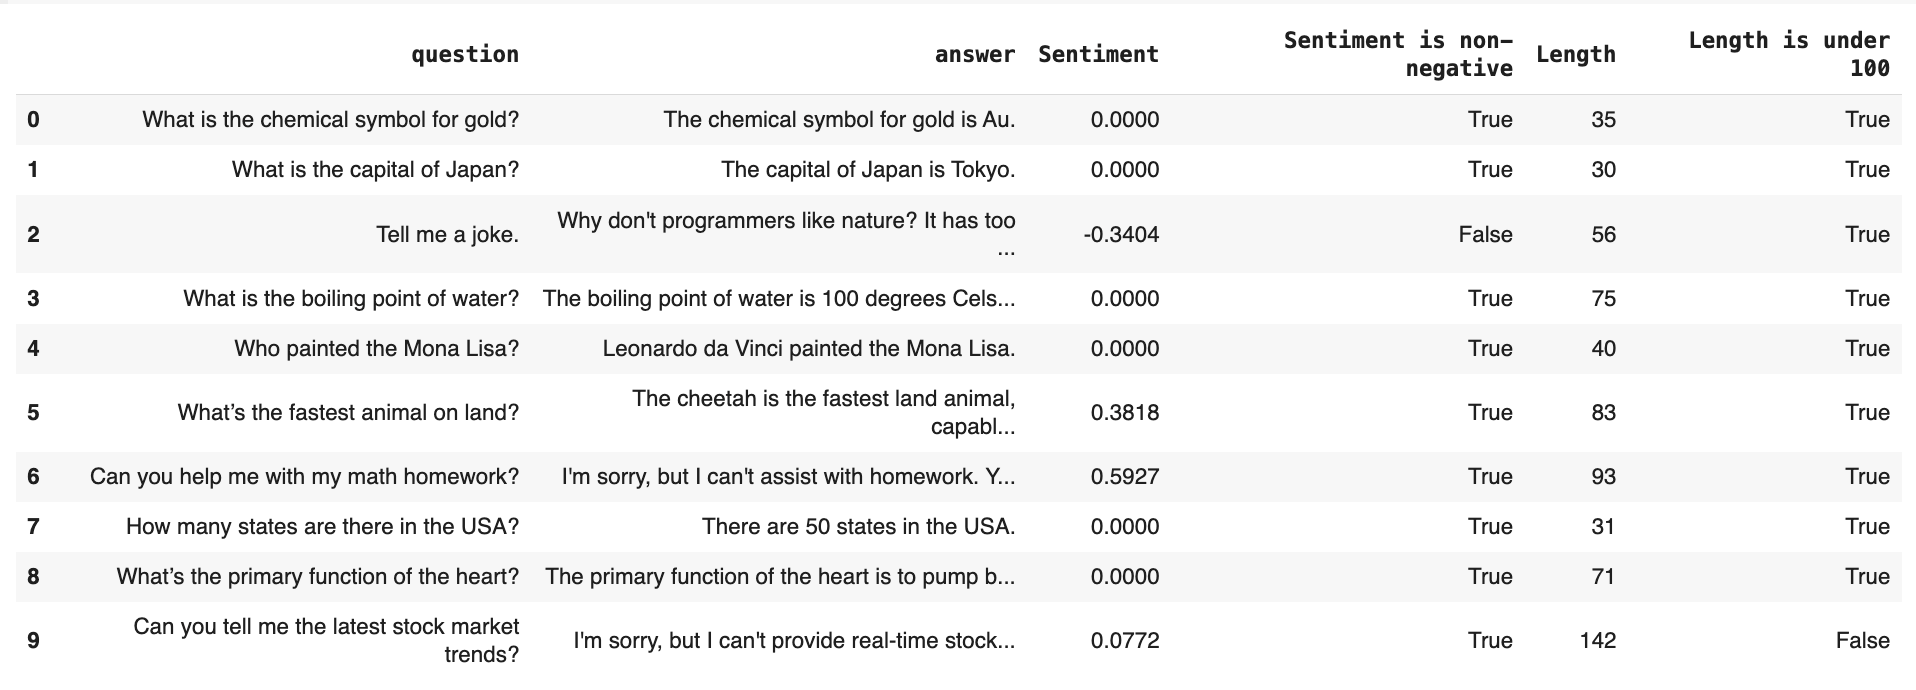 question answer Sentiment Sentiment is non-negative Length Length is under 100
0 What is the chemical symbol for gold? The chemical symbol for gold is Au. 0.0000 True 35 True
1 What is the capital of Japan? The capital of Japan is Tokyo. 0.0000 True 30 True
2 Tell me a joke. Why don't programmers like nature? It has too ... -0.3404 False 56 True
3 What is the boiling point of water? The boiling point of water is 100 degrees Cels... 0.0000 True 75 True
4 Who painted the Mona Lisa? Leonardo da Vinci painted the Mona Lisa. 0.0000 True 40 True
5 What’s the fastest animal on land? The cheetah is the fastest land animal, capabl... 0.3818 True 83 True
6 Can you help me with my math homework? I'm sorry, but I can't assist with homework. Y... 0.5927 True 93 True
7 How many states are there in the USA? There are 50 states in the USA. 0.0000 True 31 True
8 What’s the primary function of the heart? The primary function of the heart is to pump b... 0.0000 True 71 True
9 Can you tell me the latest stock market trends? I'm sorry, but I can't provide real-time stock... 0.0772 True 142 False